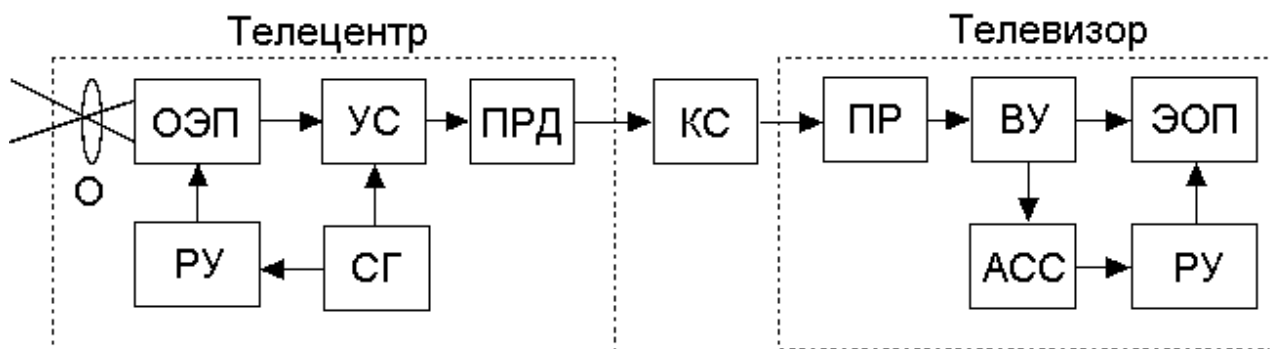 Телецентр
Телевизор
ОЭП
УС
ПРД
КС
ПР
ВУ
ЭОП
О
РУ
СГ
АСС
РУ